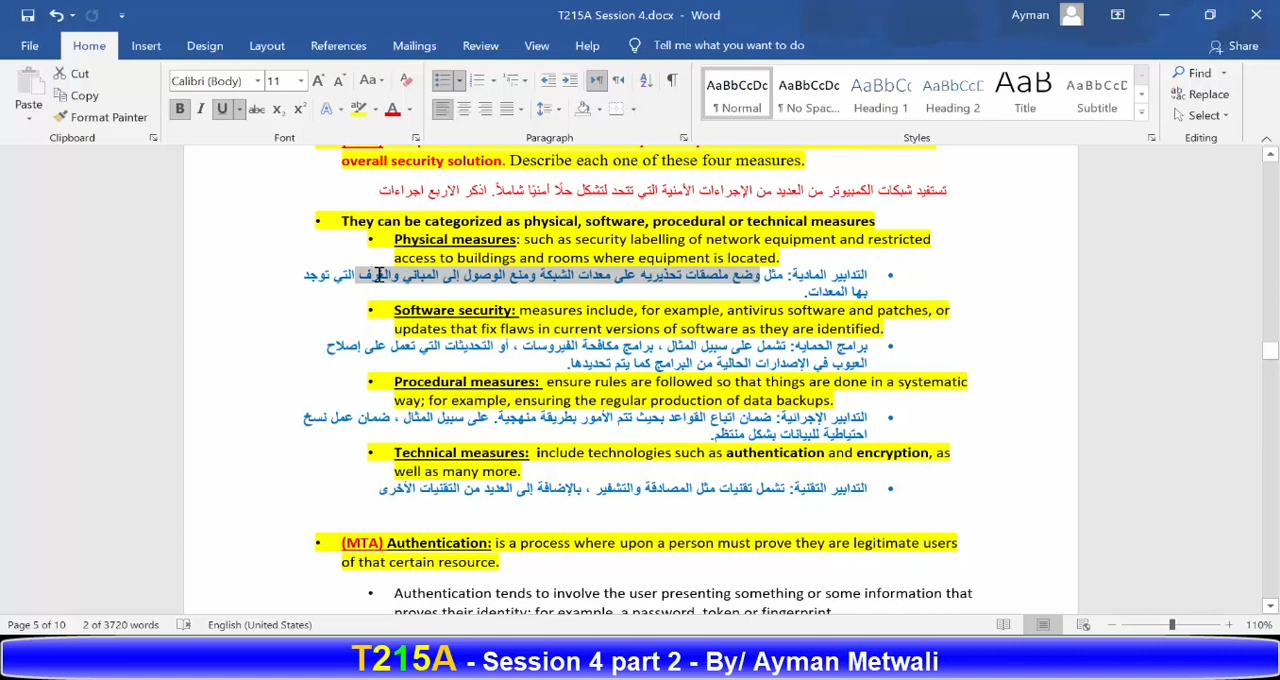 T215A Session 4.docx - Word
Ayman
File Home Insert Design Layout References Mailings Review View Help Tell me what you want to do Share
Paste
Cut
Copy
Format Painter
Clipboard
Calibri (Body) 11
Font
Paragraph
AaBbCcDc AaBbCcDc AaBbC AaBbCc AaB AaBbCcD
¶ Normal ¶ No Spac... Heading 1 Heading 2 Title Subtitle
Styles
Find
Replace
Select
Editing
overall security solution. Describe each one of these four measures.
تستفيد شبكات الكمبيوتر من العديد من الإجراءات الأمنية التي تتحد لتشكل حلًا أمنيًا شاملاً. اذكر الاربع اجراءات
• They can be categorized as physical, software, procedural or technical measures
• Physical measures: such as security labelling of network equipment and restricted
access to buildings and rooms where equipment is located.
• التدابير المادية: مثل وضع ملصقات تحذيريه على معدات الشبكة ومنع الوصول إلى المباني والغرف التي توجد
بها المعدات.
• Software security: measures include, for example, antivirus software and patches, or
updates that fix flaws in current versions of software as they are identified.
• برامج الحمايه: تشمل على سبيل المثال ، برامج مكافحة الفيروسات ، أو التحديثات التي تعمل على إصلاح
العيوب في الإصدارات الحالية من البرامج كما يتم تحديدها.
• Procedural measures: ensure rules are followed so that things are done in a systematic
way; for example, ensuring the regular production of data backups.
• التدابير الإجرائية: ضمان اتباع القواعد بحيث تتم الأمور بطريقة منهجية. على سبيل المثال ، ضمان عمل نسخ
احتياطية للبيانات بشكل منتظم.
• Technical measures: include technologies such as authentication and encryption, as
well as many more.
• التدابير التقنية: تشمل تقنيات مثل المصادقة والتشفير ، بالإضافة إلى العديد من التقنيات الأخرى
• (MTA) Authentication: is a process where upon a person must prove they are legitimate users
of that certain resource.
• Authentication tends to involve the user presenting something or some information that
proves their identity; for example, a password, token or fingerprint.
Page 5 of 10 2 of 3720 words English (United States) 110%
T215A - Session 4 part 2 - By/ Ayman Metwali